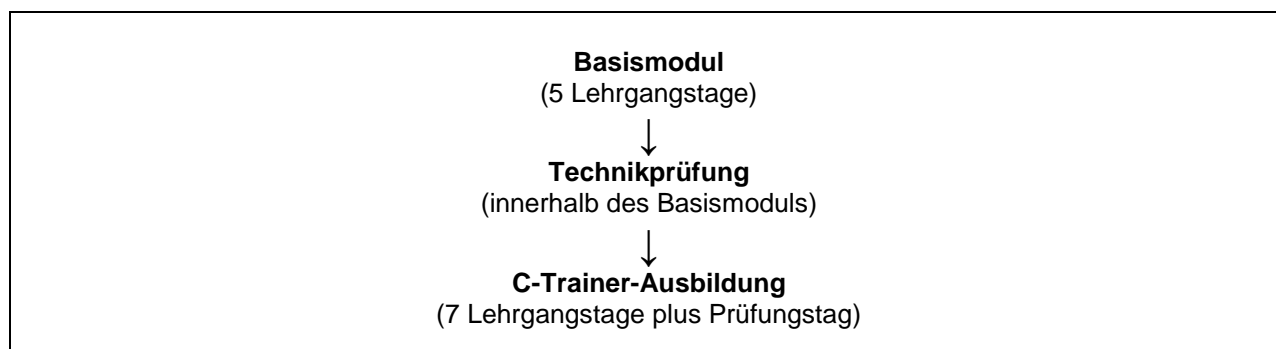 Basismodul
(5 Lehrgangstage)
↓
Technikprüfung
(innerhalb des Basismoduls)
↓
C-Trainer-Ausbildung
(7 Lehrgangstage plus Prüfungstag)